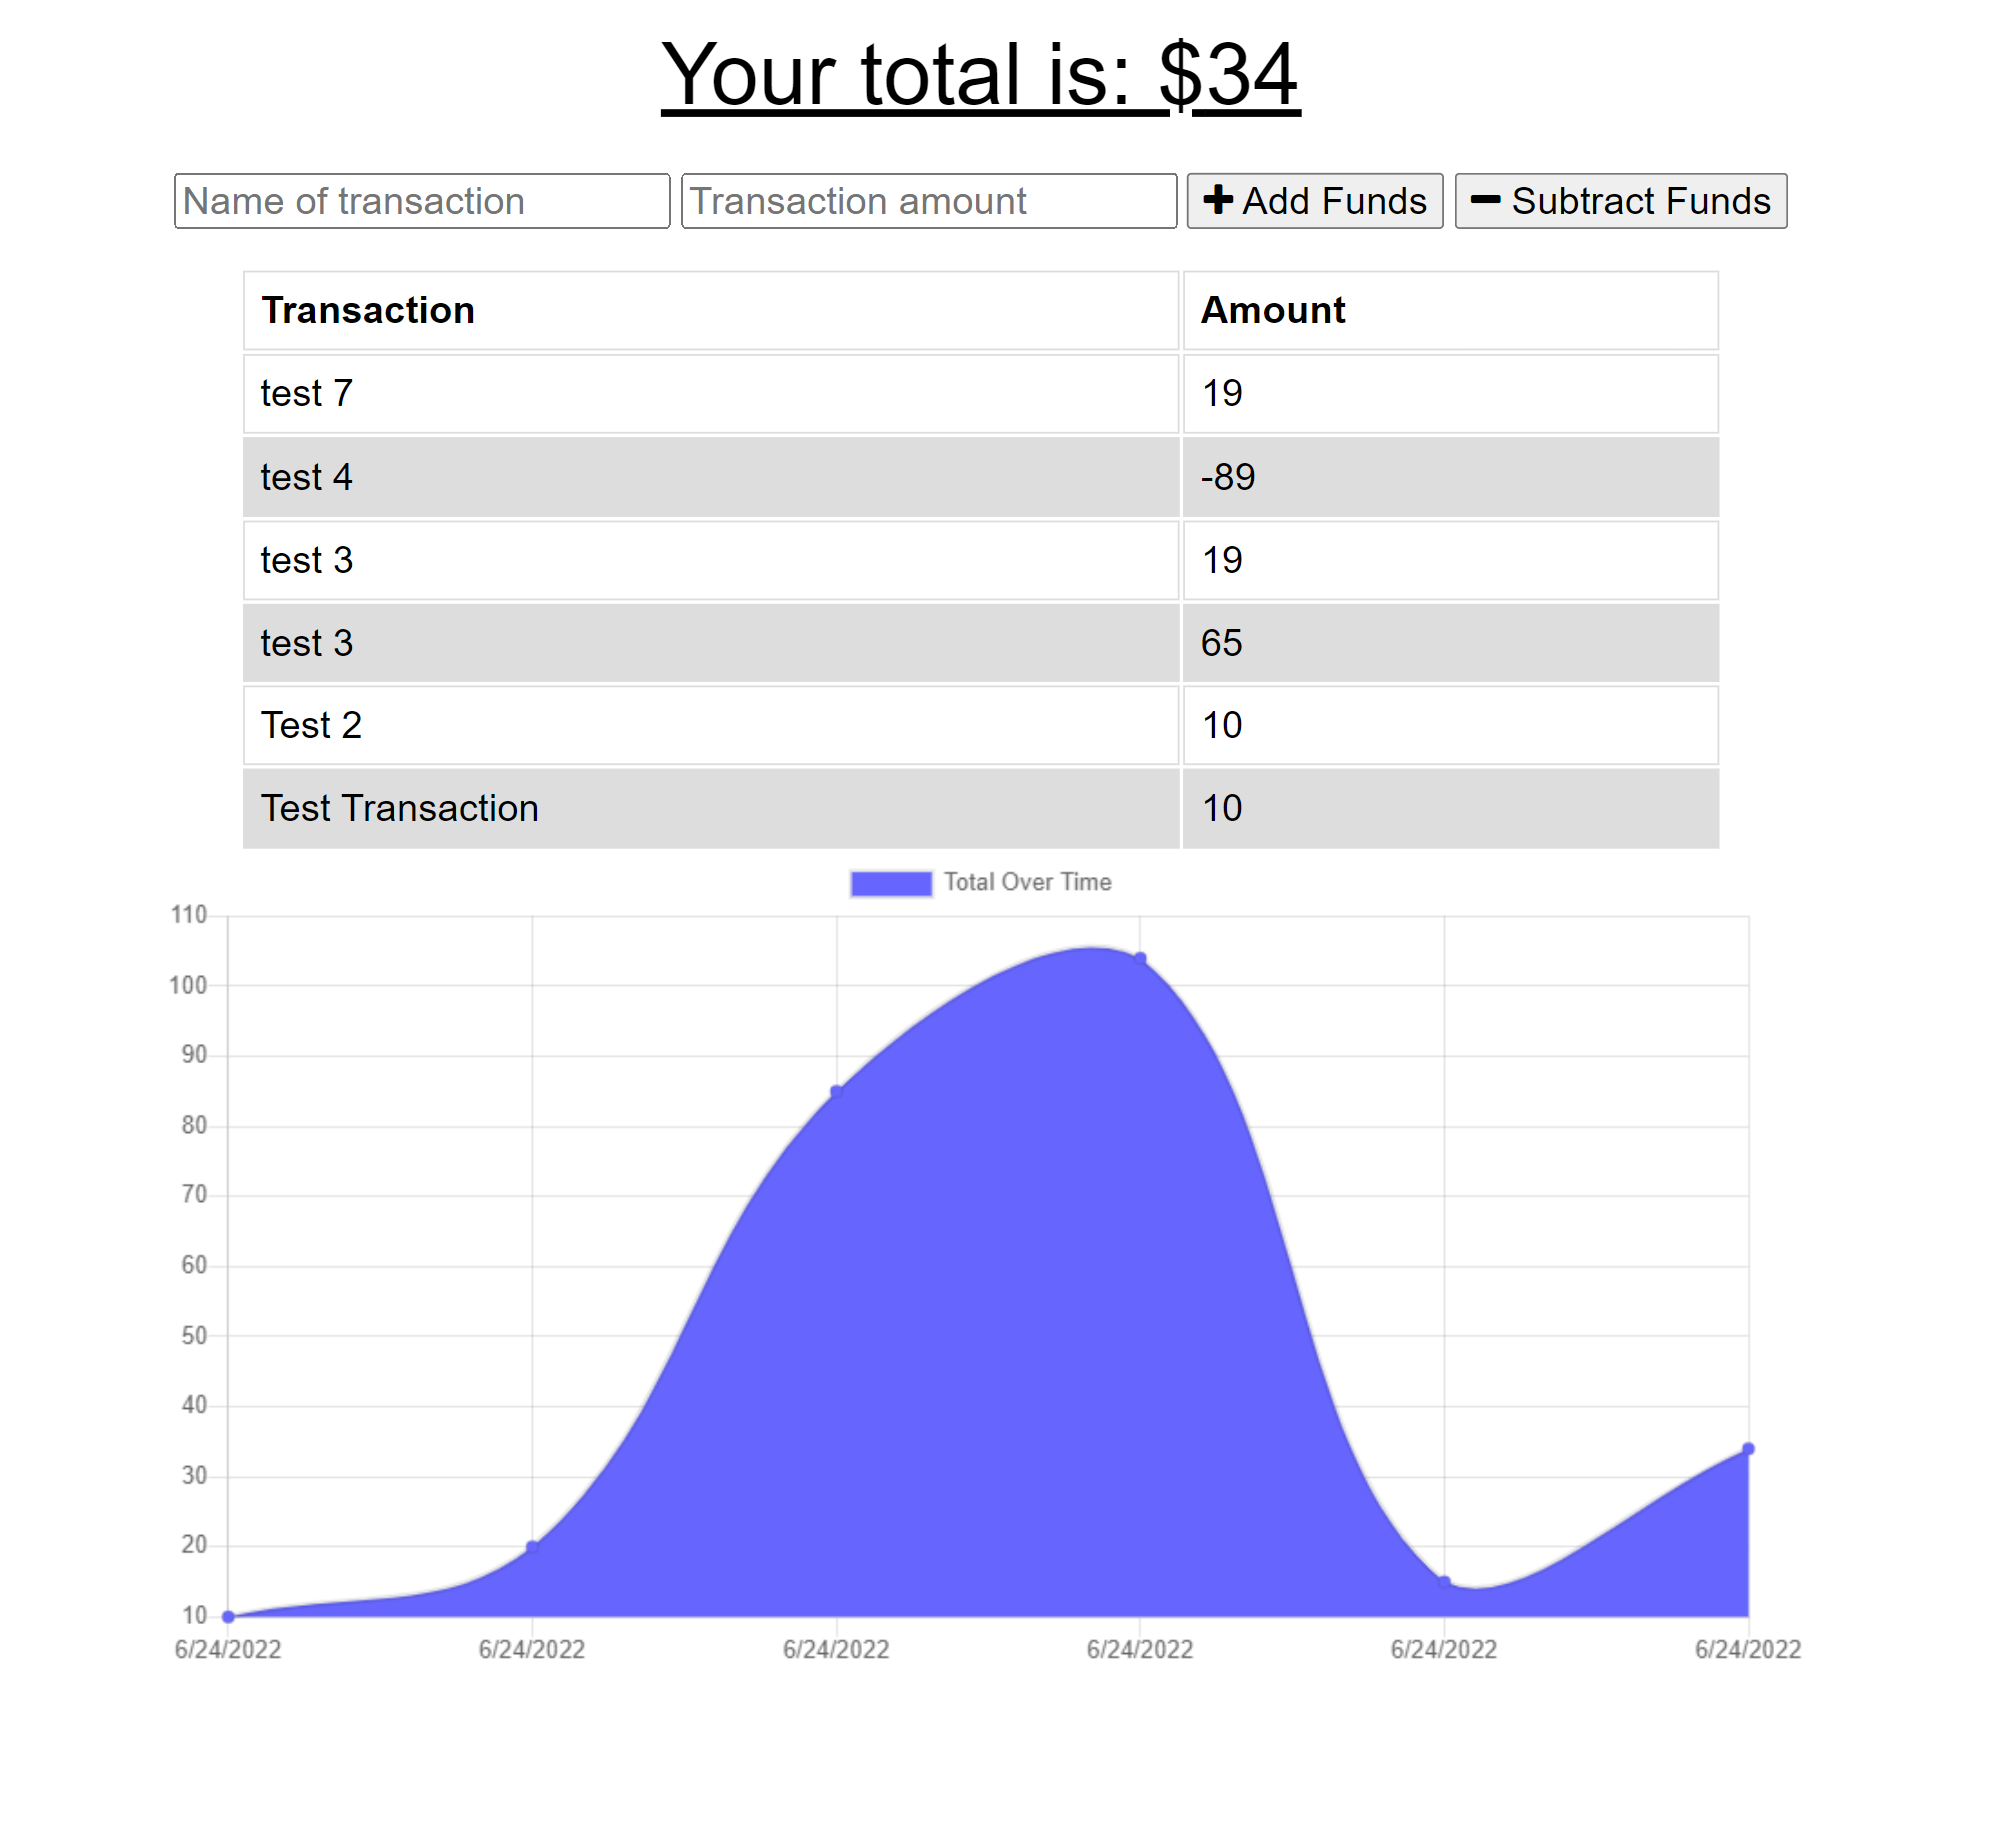 Your total is: $34
Name of transaction Transaction amount Add Funds Subtract Funds
Transaction Amount
test 7 19
test 4 -89
test 3 19
test 3 65
Test 2 10
Test Transaction 10
Total Over Time
110
100
90
80
70
60
50
40
30
20
10
6/24/2022 6/24/2022 6/24/2022 6/24/2022 6/24/2022 6/24/2022